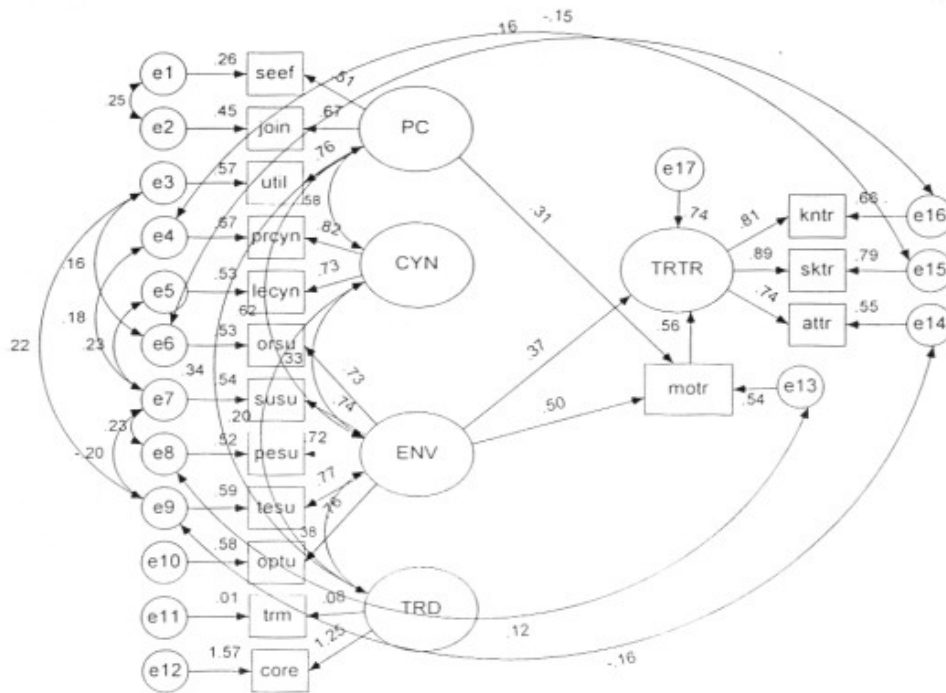 -.15
16
.26
e1
seef
.51
.25
PC
.45
.67
e2
join
.76
e17
.57
e3
util
.58
.31
.74
.81
kntr
.66
e16
.67
e4
prcyn
.82
CYN
TRTR
.89
sktr
.79
e15
.16
.53
.73
e5
lecyn
.62
.74
attr
.55
e14
.18
.53
e6
orsu
.33
.56
.22
.23
.34
.73
.37
.54
e7
susu
.74
motr
.54
e13
.20
.50
.23
.52
.72
-.20
e8
pesu
ENV
.59
.77
e9
tesu
.76
.38
.58
e10
optu
.01
.08
TRD
e11
trm
.12
1.57
1.25
-.16
e12
core